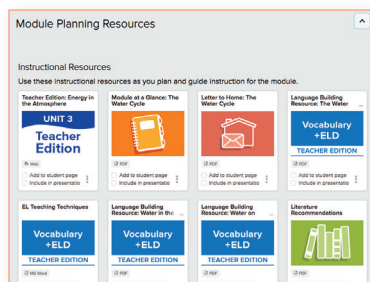 Module Planning Resources
Instructional Resources
Use these instructional resources as you plan and guide instruction for the module.
Teacher Edition: Energy in
the Atmosphere
UNIT 3
Teacher
Edition
Web
Add to student page
Include in presentatio
Module at a Glance: The
Water Cycle
PDF
Add to student page
Include in presentatio
Letter to Home: The
Water Cycle
PDF
Add to student page
Include in presentatio
Language Building
Resource: The Water ...
Vocabulary
+ELD
TEACHER EDITION
PDF
Add to student page
Include in presentatio
EL Teaching Techniques
Vocabulary
+ELD
TEACHER EDITION
MS Word
Language Building
Resource: Water in the ...
Vocabulary
+ELD
TEACHER EDITION
PDF
Language Building
Resource: Water on ...
Vocabulary
+ELD
TEACHER EDITION
PDF
Literature
Recommendations
PDF